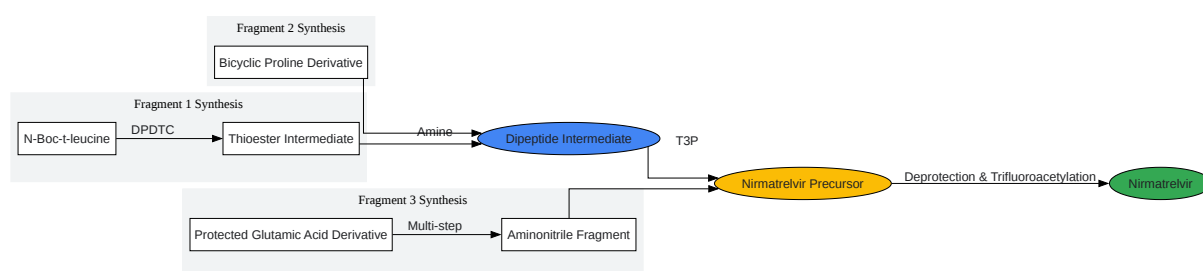 Fragment 2 Synthesis
Bicyclic Proline Derivative
Fragment 1 Synthesis
N-Boc-t-leucine
DPDTC
Thioester Intermediate
Amine
Dipeptide Intermediate
T3P
Nirmatrelvir Precursor
Deprotection & Trifluoroacetylation
Nirmatrelvir
Fragment 3 Synthesis
Protected Glutamic Acid Derivative
Multi-step
Aminonitrile Fragment